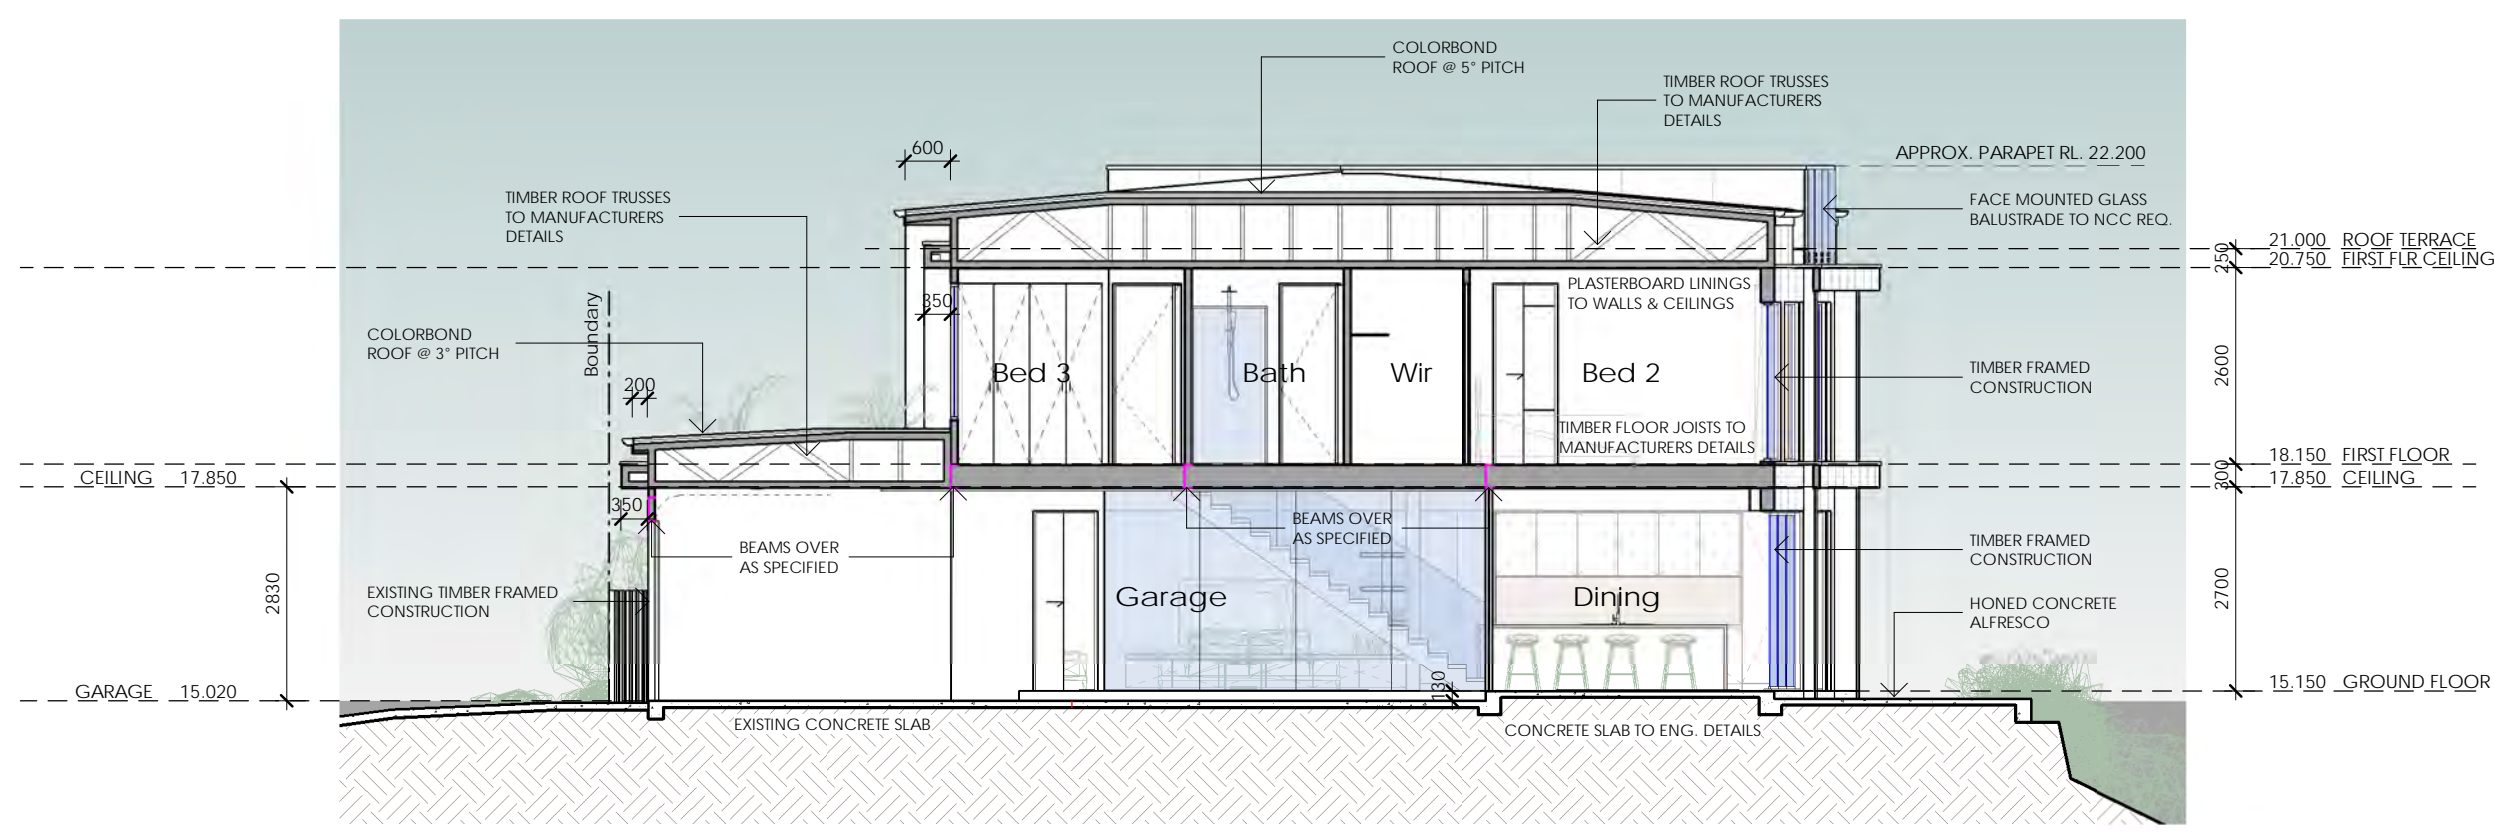 COLORBOND
ROOF @ 5° PITCH
TIMBER ROOF TRUSSES
TO MANUFACTURERS
DETAILS
600
APPROX. PARAPET RL. 22.200
TIMBER ROOF TRUSSES
TO MANUFACTURERS
DETAILS
FACE MOUNTED GLASS
BALUSTRADE TO NCC REQ.
21.000 ROOF TERRACE
250
20.750 FIRST FLR CEILING
PLASTERBOARD LININGS
TO WALLS & CEILINGS
350
Boundary
COLORBOND
ROOF @ 3° PITCH
200
Bed 3
Bath
Wir
Bed 2
TIMBER FRAMED
CONSTRUCTION
2600
TIMBER FLOOR JOISTS TO
MANUFACTURERS DETAILS
18.150 FIRST FLOOR
300
CEILING 17.850
17.850 CEILING
350
BEAMS OVER
AS SPECIFIED
BEAMS OVER
AS SPECIFIED
TIMBER FRAMED
CONSTRUCTION
EXISTING TIMBER FRAMED
CONSTRUCTION
2830
Garage
Dining
2700
HONED CONCRETE
ALFRESCO
GARAGE 15.020
130
15.150 GROUND FLOOR
EXISTING CONCRETE SLAB
CONCRETE SLAB TO ENG. DETAILS